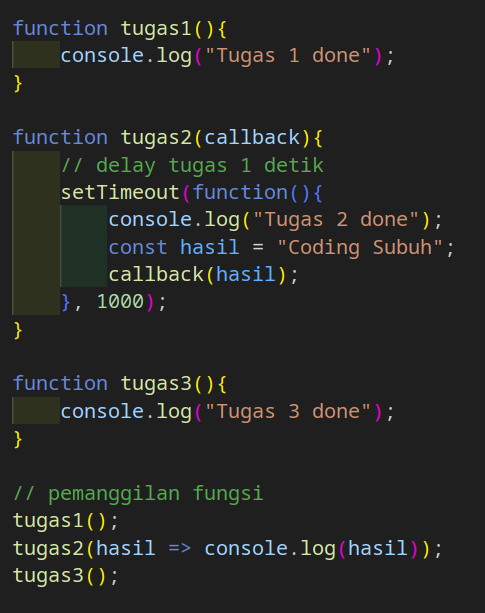 function tugas1(){
    console.log("Tugas 1 done");
}

function tugas2(callback){
    // delay tugas 1 detik
    setTimeout(function(){
        console.log("Tugas 2 done");
        const hasil = "Coding Subuh";
        callback(hasil);
    }, 1000);
}

function tugas3(){
    console.log("Tugas 3 done");
}

// pemanggilan fungsi
tugas1();
tugas2(hasil => console.log(hasil));
tugas3();